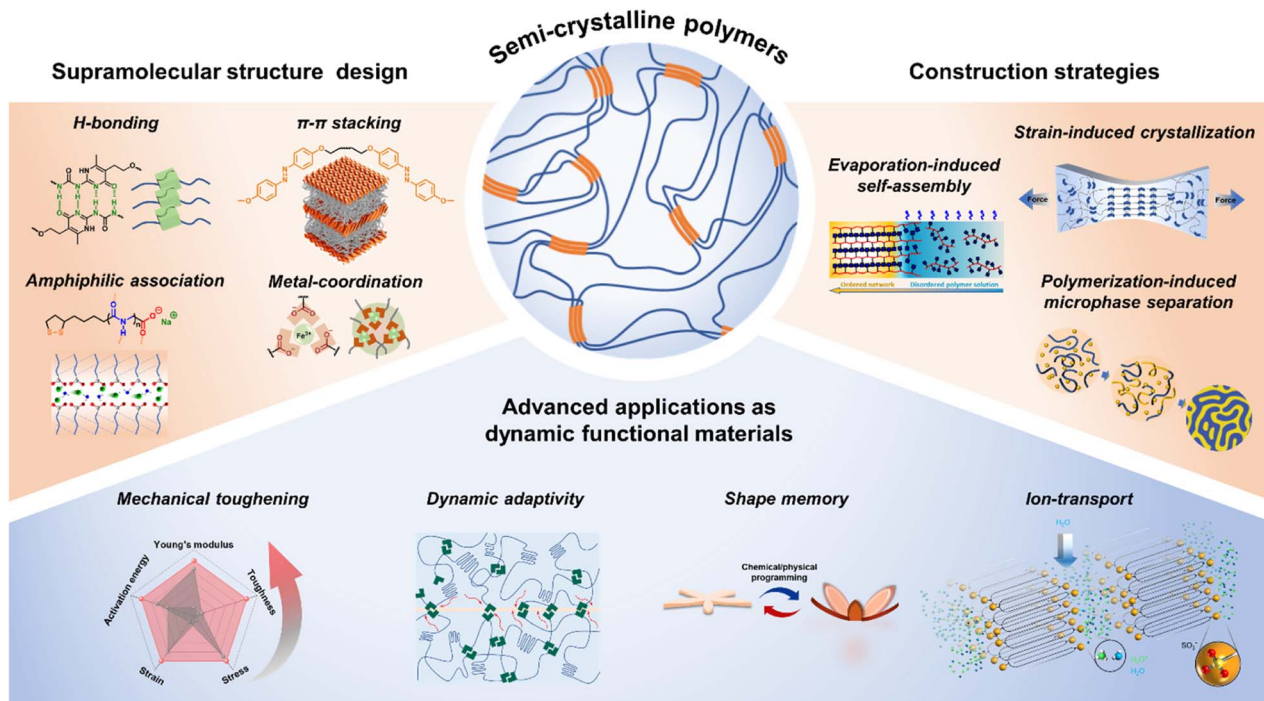 Semi-crystalline polymers
Supramolecular structure design
Construction strategies
H-bonding
π-π stacking
Amphiphilic association
Metal-coordination
Fe³⁺
Na
n
Strain-induced crystallization
Evaporation-induced
self-assembly
Force
Force
Ordered network
Disordered polymer solution
Polymerization-induced
microphase separation
Advanced applications as
dynamic functional materials
Mechanical toughening
Young's modulus
Activation energy
Toughness
Strain
Stress
Dynamic adaptivity
Shape memory
Chemical/physical
programming
Ion-transport
H₂O
SO₃⁻
H₃O⁺
H₂O